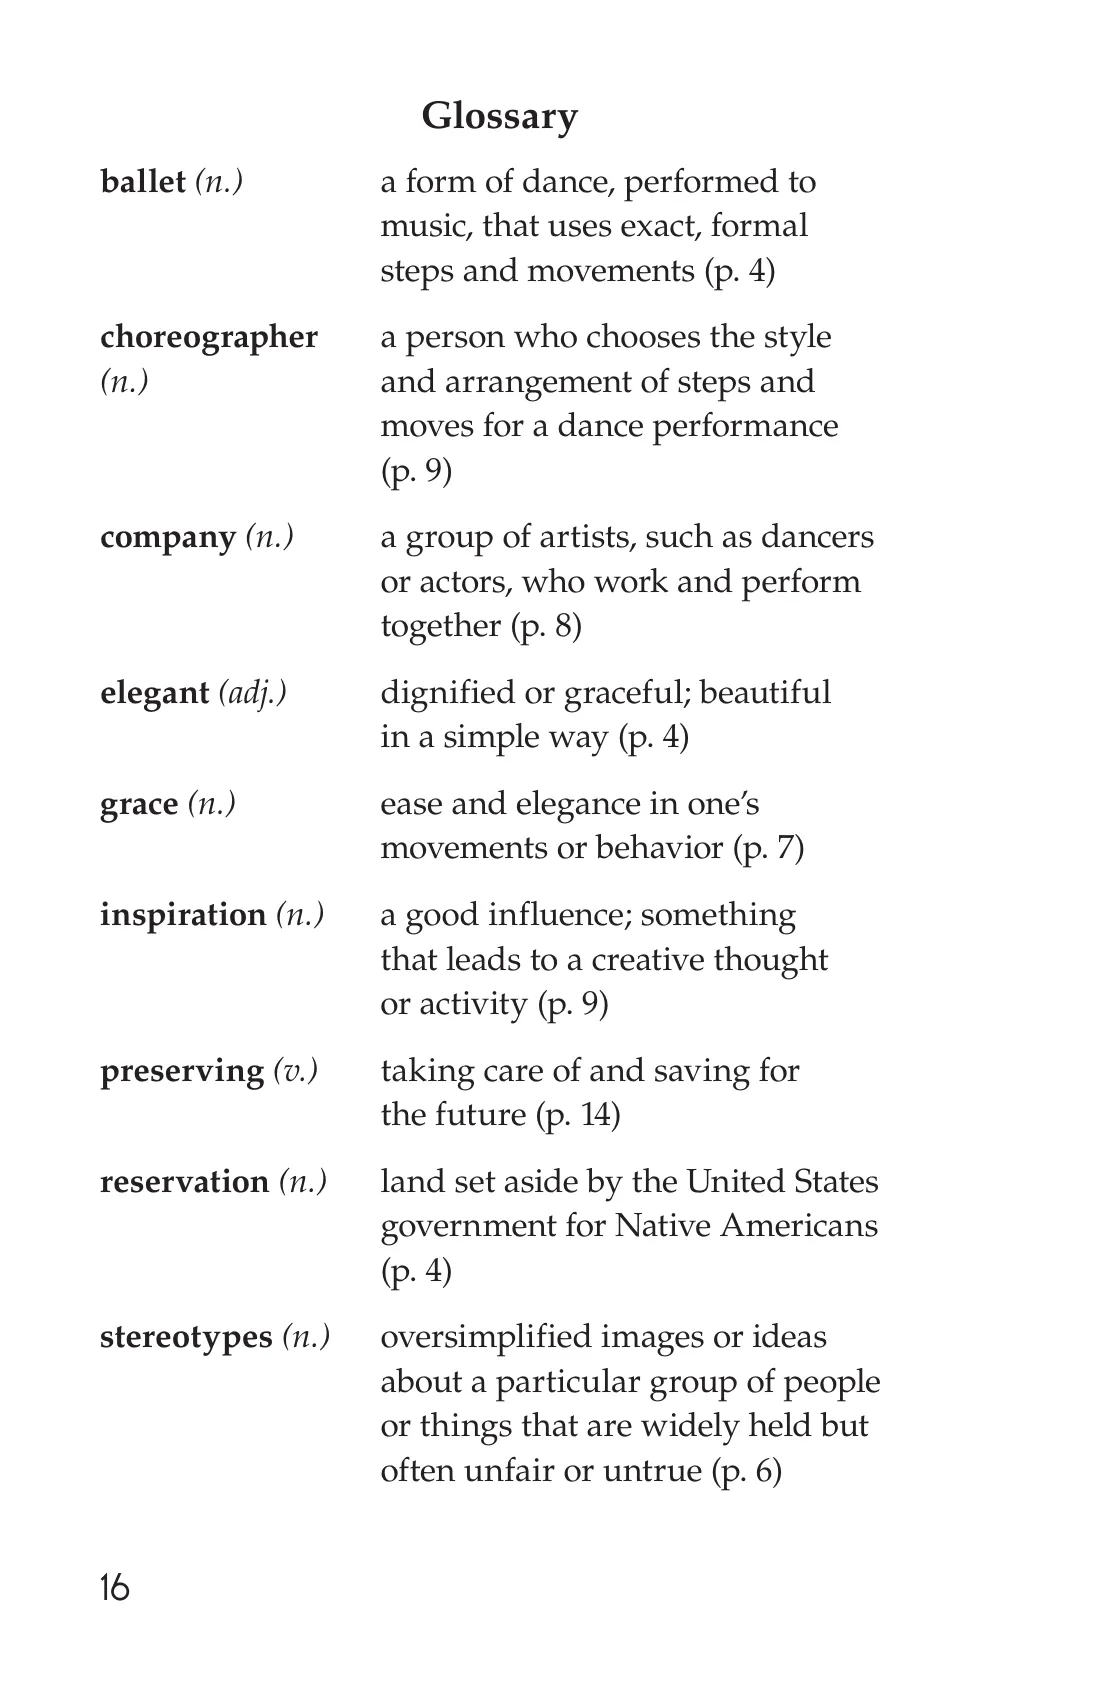 Glossary
ballet (n.) a form of dance, performed to
music, that uses exact, formal
steps and movements (p. 4)
choreographer a person who chooses the style
(n.) and arrangement of steps and
moves for a dance performance
(p. 9)
company (n.) a group of artists, such as dancers
or actors, who work and perform
together (p. 8)
elegant (adj.) dignified or graceful; beautiful
in a simple way (p. 4)
grace (n.) ease and elegance in one’s
movements or behavior (p. 7)
inspiration (n.) a good influence; something
that leads to a creative thought
or activity (p. 9)
preserving (v.) taking care of and saving for
the future (p. 14)
reservation (n.) land set aside by the United States
government for Native Americans
(p. 4)
stereotypes (n.) oversimplified images or ideas
about a particular group of people
or things that are widely held but
often unfair or untrue (p. 6)
16